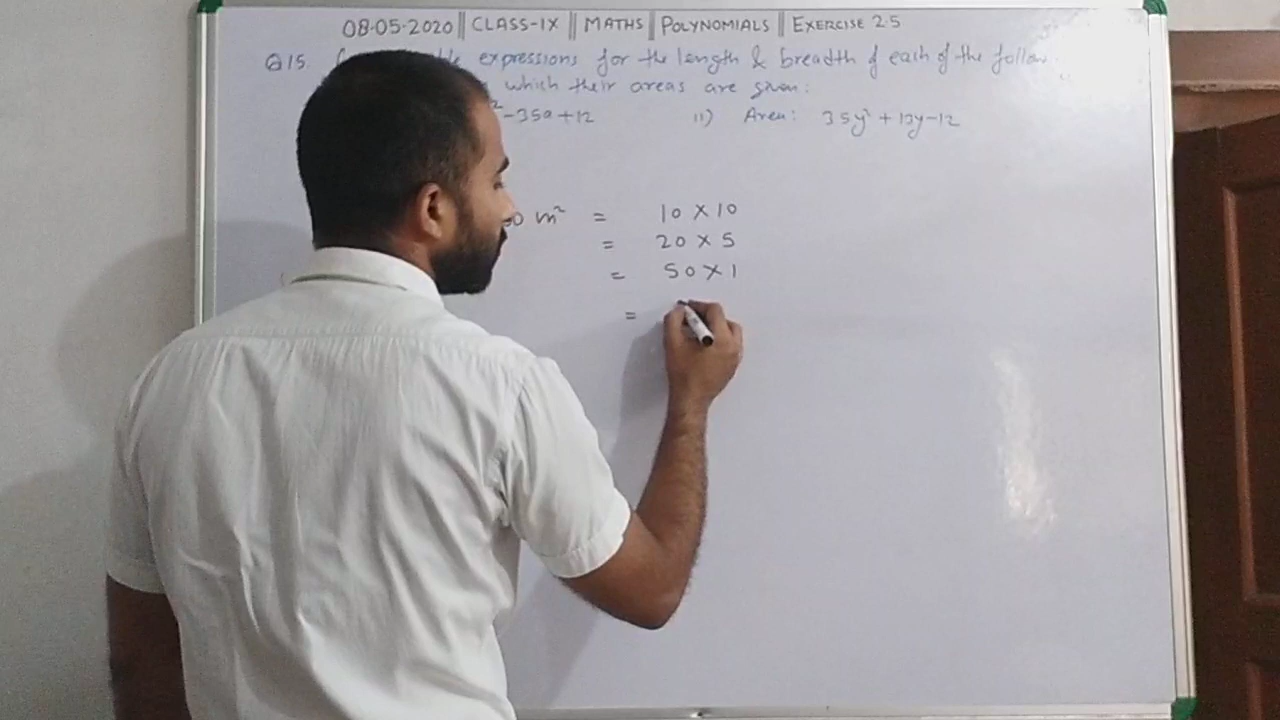 08-05-2020 || CLASS-IX || MATHS || POLYNOMIALS || EXERCISE 2.5
Q15. expressions for the length & breadth of each of the follow
which their areas are given:
² - 35a + 12 ii) Area: 35y² + 13y - 12
m² = 10 × 10
= 20 × 5
= 50 × 1
=